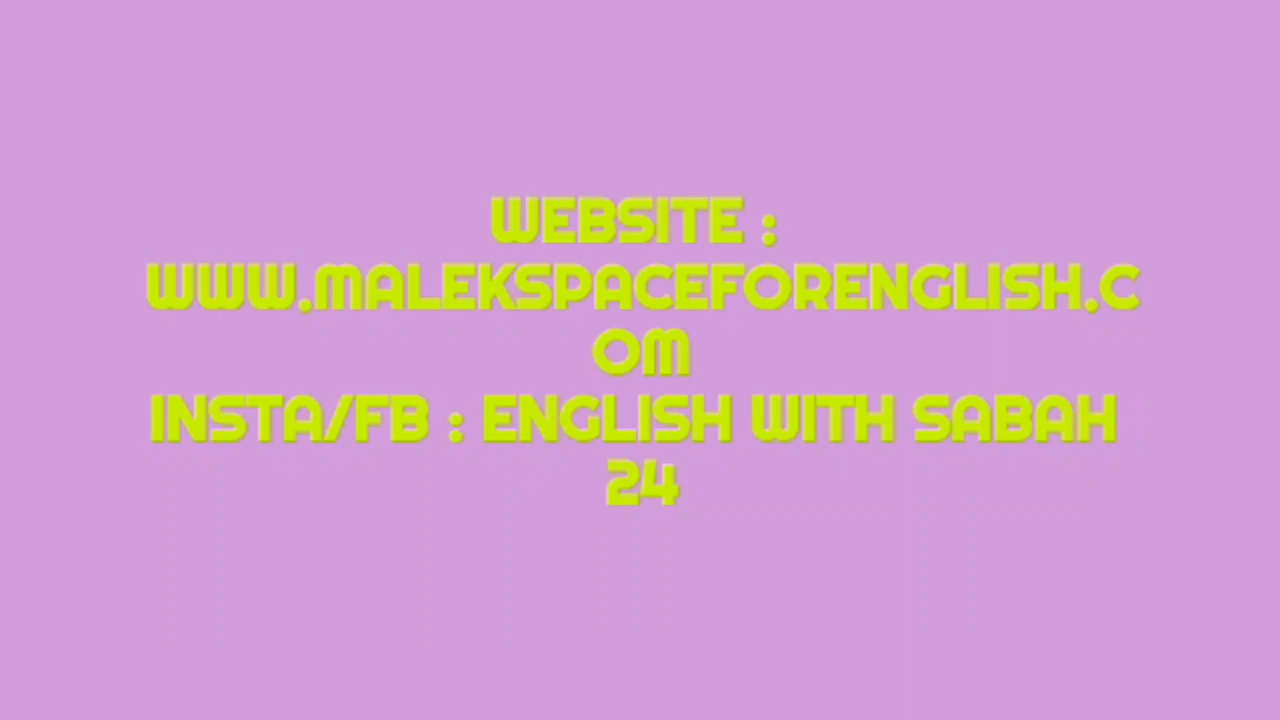 WEBSITE :
WWW.MALEKSPACEFORENGLISH.C
OM
INSTA/FB : ENGLISH WITH SABAH
24